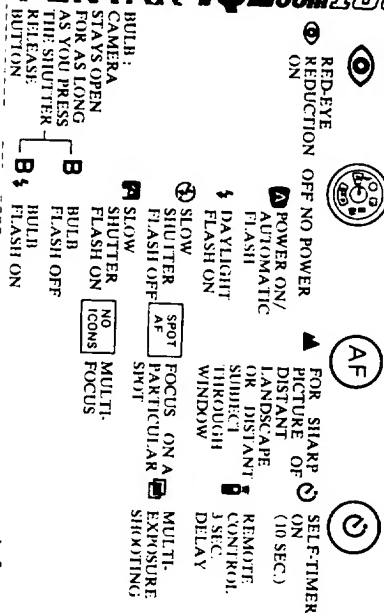 RED-EYE
REDUCTION
ON
OFF NO POWER
POWER ON/
AUTOMATIC
FLASH
DAYLIGHT
FLASH ON
SLOW
SHUTTER
FLASH OFF
SLOW
SHUTTER
FLASH ON
B BULB
FLASH OFF
B BULB
FLASH ON
BULB:
CAMERA
STAYS OPEN
FOR AS LONG
AS YOU PRESS
THE SHUTTER
RELEASE
BUTTON
AF
FOR SHARP
PICTURE OF
DISTANT
LANDSCAPE
OR DISTANT
SUBJECT
THROUGH
WINDOW
SPOT
AF
FOCUS ON A
PARTICULAR
SPOT
NO
ICONS
MULTI-
FOCUS
SELF-TIMER
ON
(10 SEC.)
REMOTE
CONTROL
3 SEC.
DELAY
MULTI-
EXPOSURE
SHOOTING